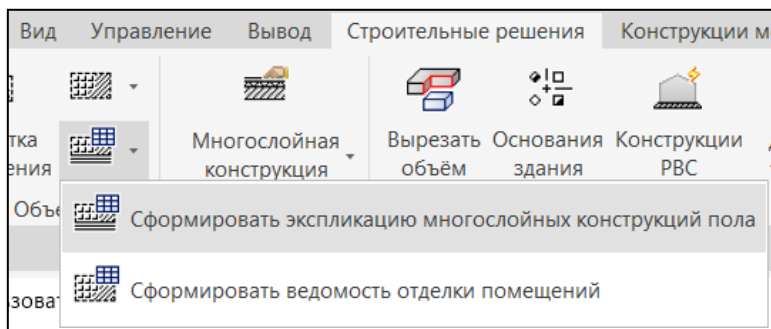 Вид Управление Вывод Строительные решения Конструкции
Многослойная конструкция
Вырезать объём
Основания здания
Конструкции РВС
Сформировать экспликацию многослойных конструкций пола
Сформировать ведомость отделки помещений